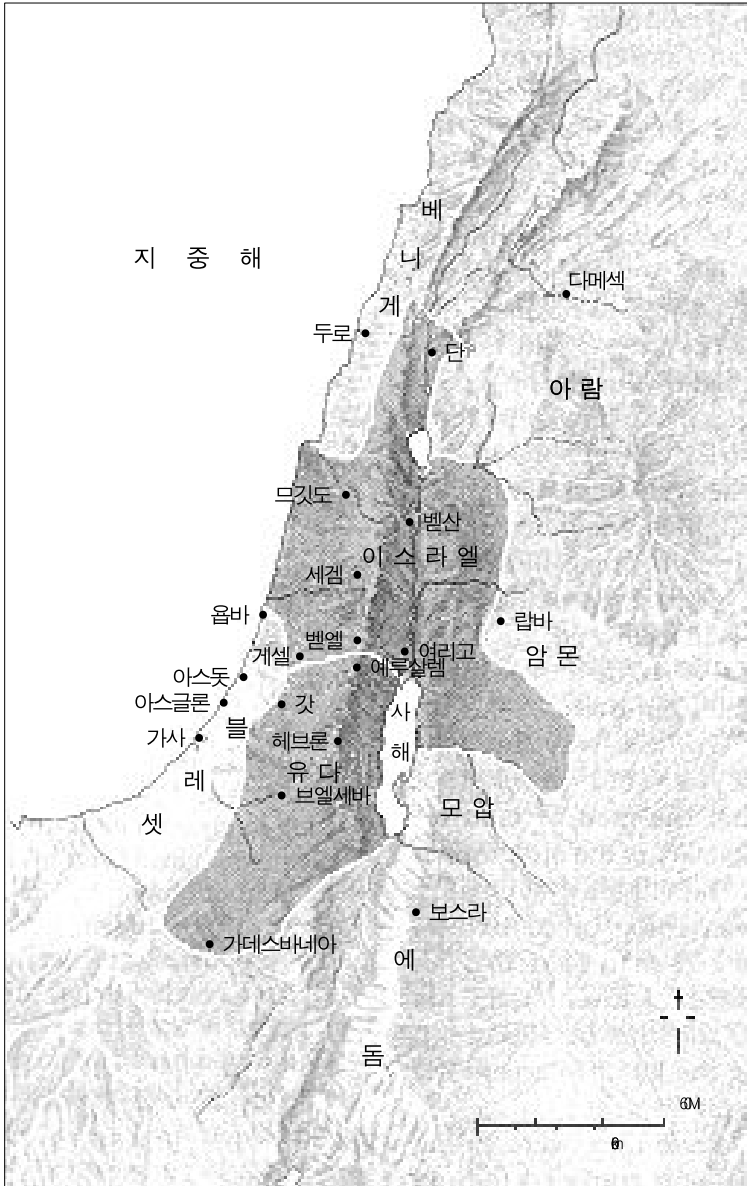 베
니
게
지 중 해
다메섹
두로
단
아 람
므깃도
벧산
이 스 라 엘
세겜
욥바
랍바
벧엘
여리고
게셀
암 몬
예루살렘
아스돗
아스글론
갓
사
해
블
가사
헤브론
유 다
레
브엘세바
셋
모 압
보스라
가데스바네아
에
돔